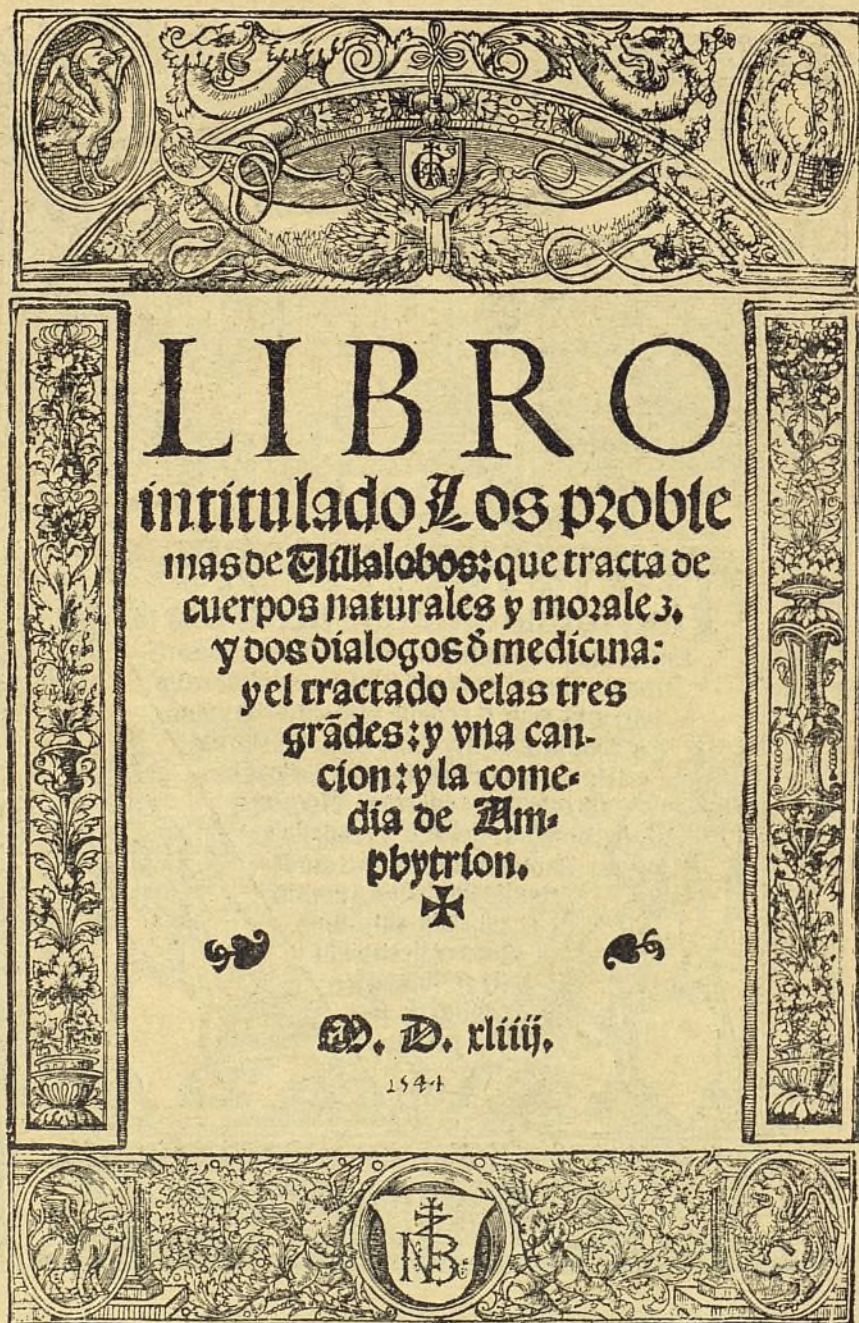 LIBRO
intitulado Los proble
mas de Villalobos: que tracta de
cuerpos naturales y morales.
y dos dialogos đ medicina:
y el tractado delas tres
grãdes: y vna can-
cion: y la come-
dia de Am-
phytrion.
M. D. xliiij.
1544